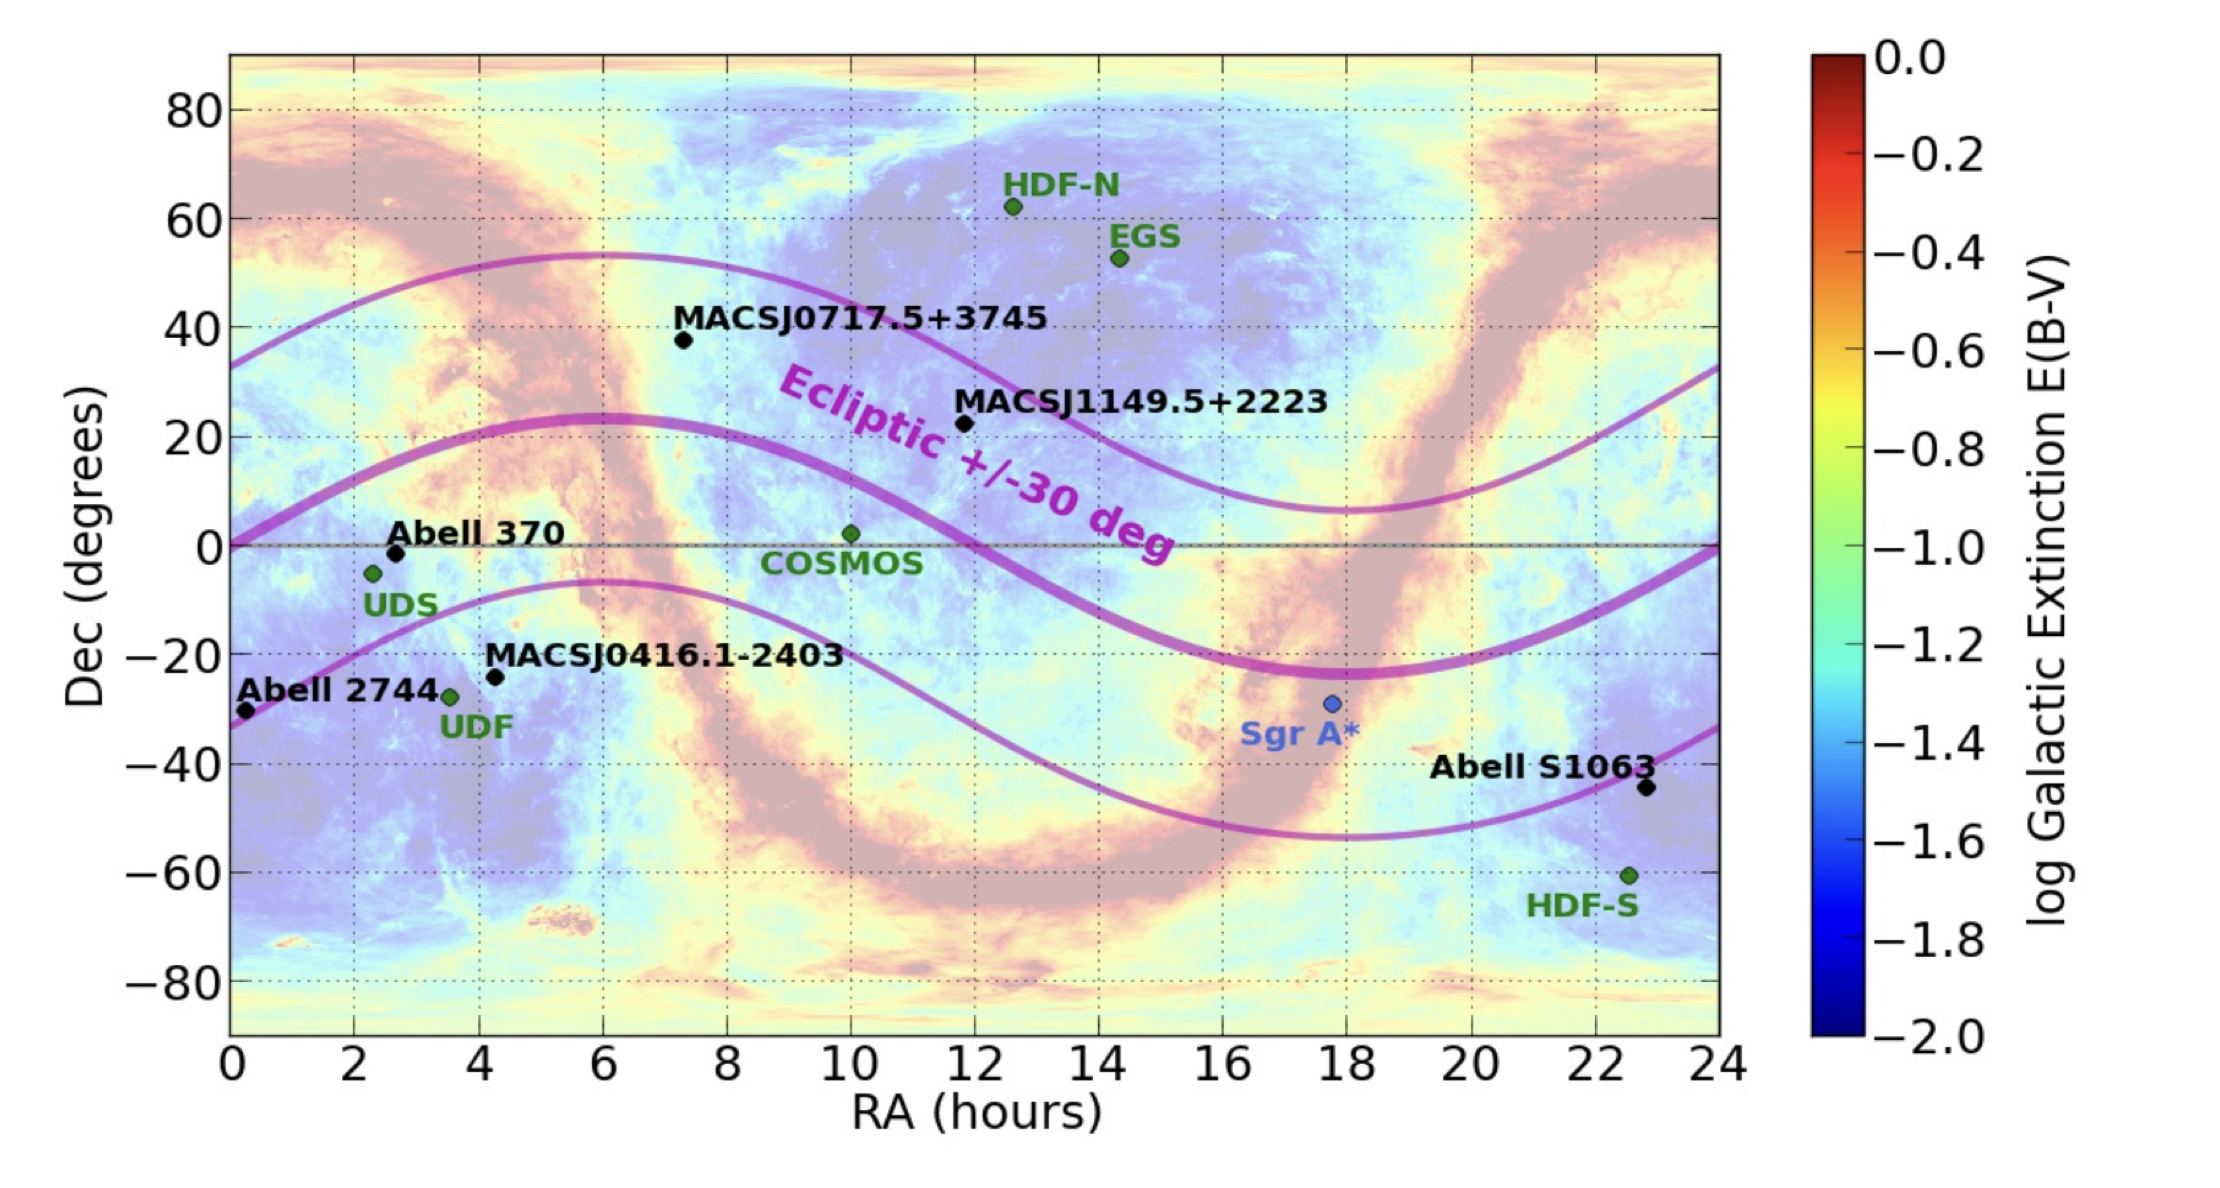 80
60
40
20
0
−20
−40
−60
−80
Dec (degrees)
HDF-N
EGS
MACSJ0717.5+3745
MACSJ1149.5+2223
Ecliptic +/-30 deg
Abell 370
COSMOS
UDS
MACSJ0416.1-2403
Abell 2744
UDF
Sgr A*
Abell S1063
HDF-S
0 2 4 6 8 10 12 14 16 18 20 22 24
RA (hours)
0.0
−0.2
−0.4
−0.6
−0.8
−1.0
−1.2
−1.4
−1.6
−1.8
−2.0
log Galactic Extinction E(B-V)